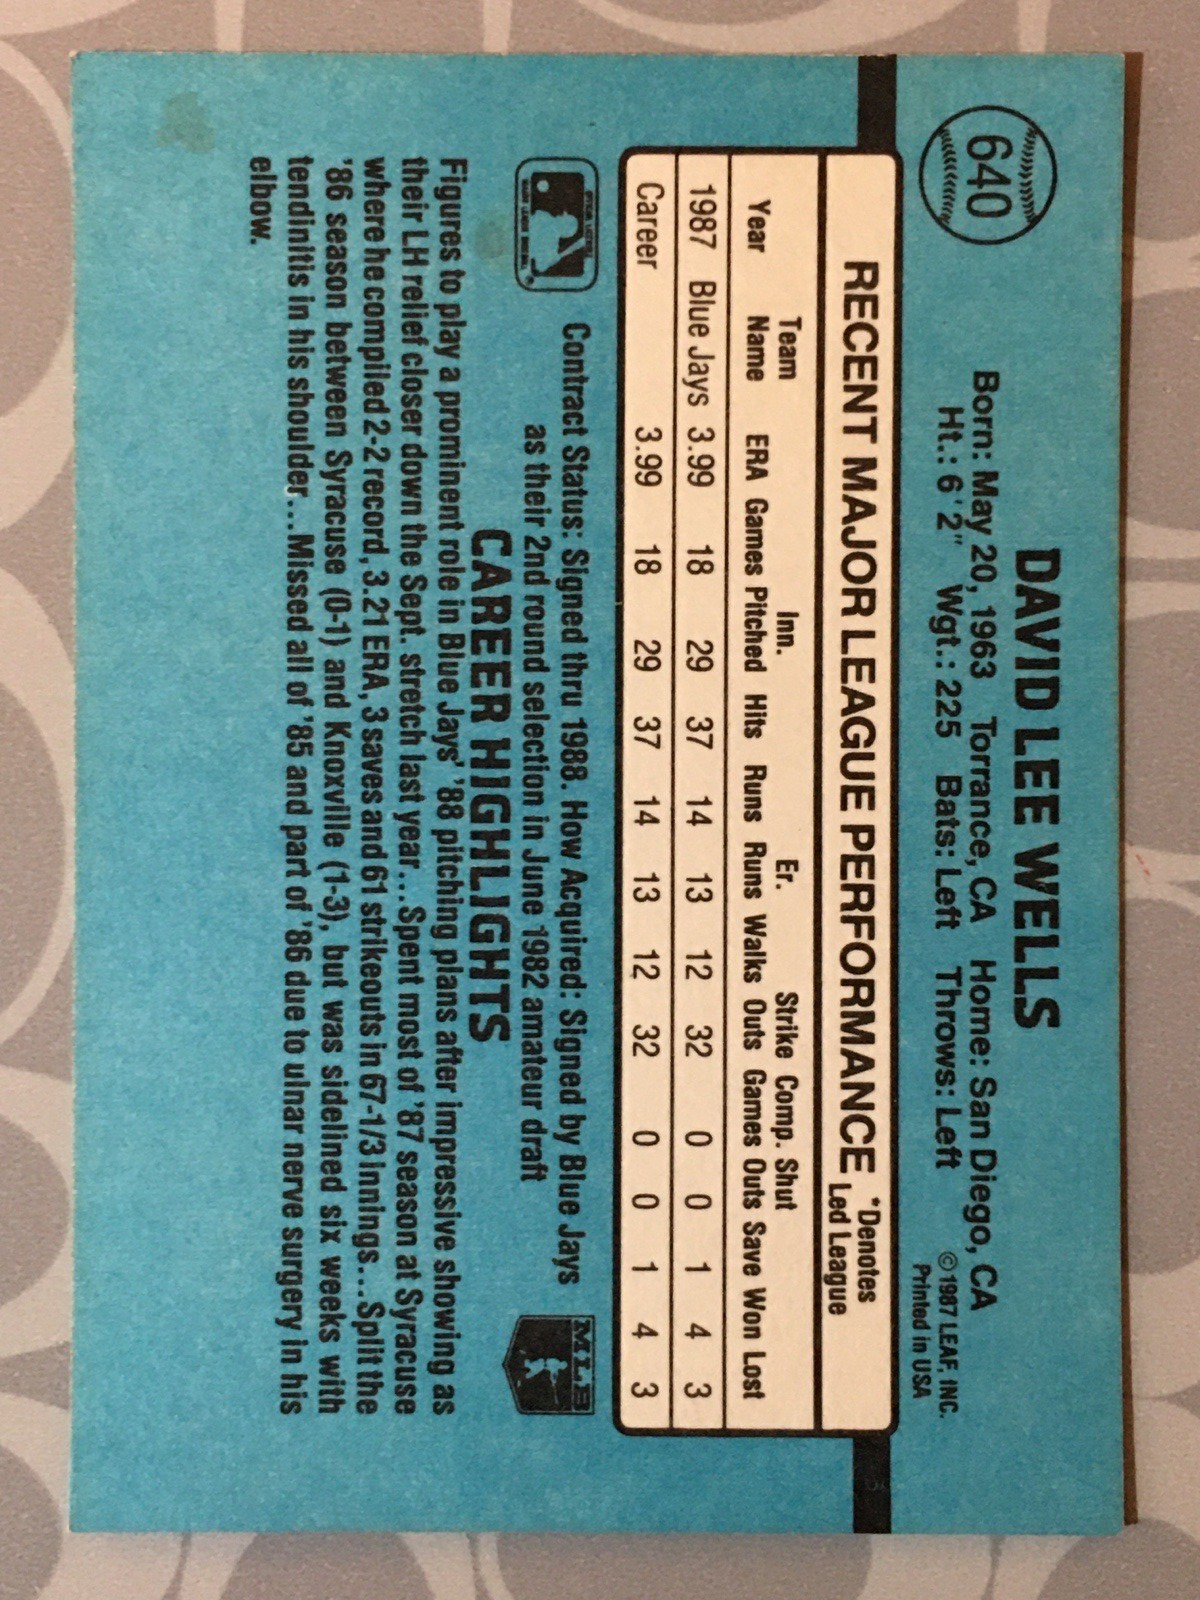 640
DAVID LEE WELLS
Born: May 20, 1963 Torrance, CA Home: San Diego, CA
Ht.: 6'2" Wgt.: 225 Bats: Left Throws: Left
©1987 LEAF, INC.
Printed in USA
RECENT MAJOR LEAGUE PERFORMANCE *Denotes Led League
Team Inn. Er. Strike Comp. Shut
Year Name ERA Games Pitched Hits Runs Runs Walks Outs Games Outs Save Won Lost
1987 Blue Jays 3.99 18 29 37 14 13 12 32 0 0 1 4 3
Career 3.99 18 29 37 14 13 12 32 0 0 1 4 3
Contract Status: Signed thru 1988. How Acquired: Signed by Blue Jays
as their 2nd round selection in June 1982 amateur draft
MLB
CAREER HIGHLIGHTS
Figures to play a prominent role in Blue Jays' '88 pitching plans after impressive showing as
their LH relief closer down the Sept. stretch last year...Spent most of '87 season at Syracuse
where he compiled 2-2 record, 3.21 ERA, 3 saves and 61 strikeouts in 67-1/3 innings...Split the
'86 season between Syracuse (0-1) and Knoxville (1-3), but was sidelined six weeks with
tendinitis in his shoulder...Missed all of '85 and part of '86 due to ulnar nerve surgery in his
elbow.